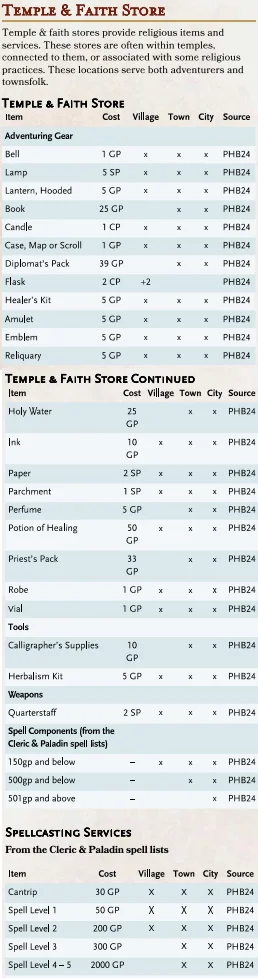 Temple & Faith Store
Temple & faith stores provide religious items and
services. These stores are often within temples,
connected to them, or associated with some religious
practices. These locations serve both adventurers and
townsfolk.
Temple & Faith Store
Item Cost Village Town City Source
Adventuring Gear
Bell 1 GP x x x PHB24
Lamp 5 SP x x x PHB24
Lantern, Hooded 5 GP x x x PHB24
Book 25 GP x x PHB24
Candle 1 CP x x x PHB24
Case, Map or Scroll 1 GP x x x PHB24
Diplomat's Pack 39 GP x x PHB24
Flask 2 CP +2 PHB24
Healer's Kit 5 GP x x x PHB24
Amulet 5 GP x x x PHB24
Emblem 5 GP x x x PHB24
Reliquary 5 GP x x x PHB24
Temple & Faith Store Continued
Item Cost Village Town City Source
Holy Water 25 x x PHB24
GP
Ink 10 x x x PHB24
GP
Paper 2 SP x x x PHB24
Parchment 1 SP x x x PHB24
Perfume 5 GP x x PHB24
Potion of Healing 50 x x x PHB24
GP
Priest's Pack 33 x x PHB24
GP
Robe 1 GP x x x PHB24
Vial 1 GP x x x PHB24
Tools
Calligrapher's Supplies 10 x x PHB24
GP
Herbalism Kit 5 GP x x x PHB24
Weapons
Quarterstaff 2 SP x x x PHB24
Spell Components (from the
Cleric & Paladin spell lists)
150gp and below – x x x PHB24
500gp and below – x x PHB24
501gp and above – x PHB24
Spellcasting Services
From the Cleric & Paladin spell lists
Item Cost Village Town City Source
Cantrip 30 GP X X X PHB24
Spell Level 1 50 GP X X X PHB24
Spell Level 2 200 GP X X X PHB24
Spell Level 3 300 GP X X PHB24
Spell Level 4 – 5 2000 GP X X PHB24